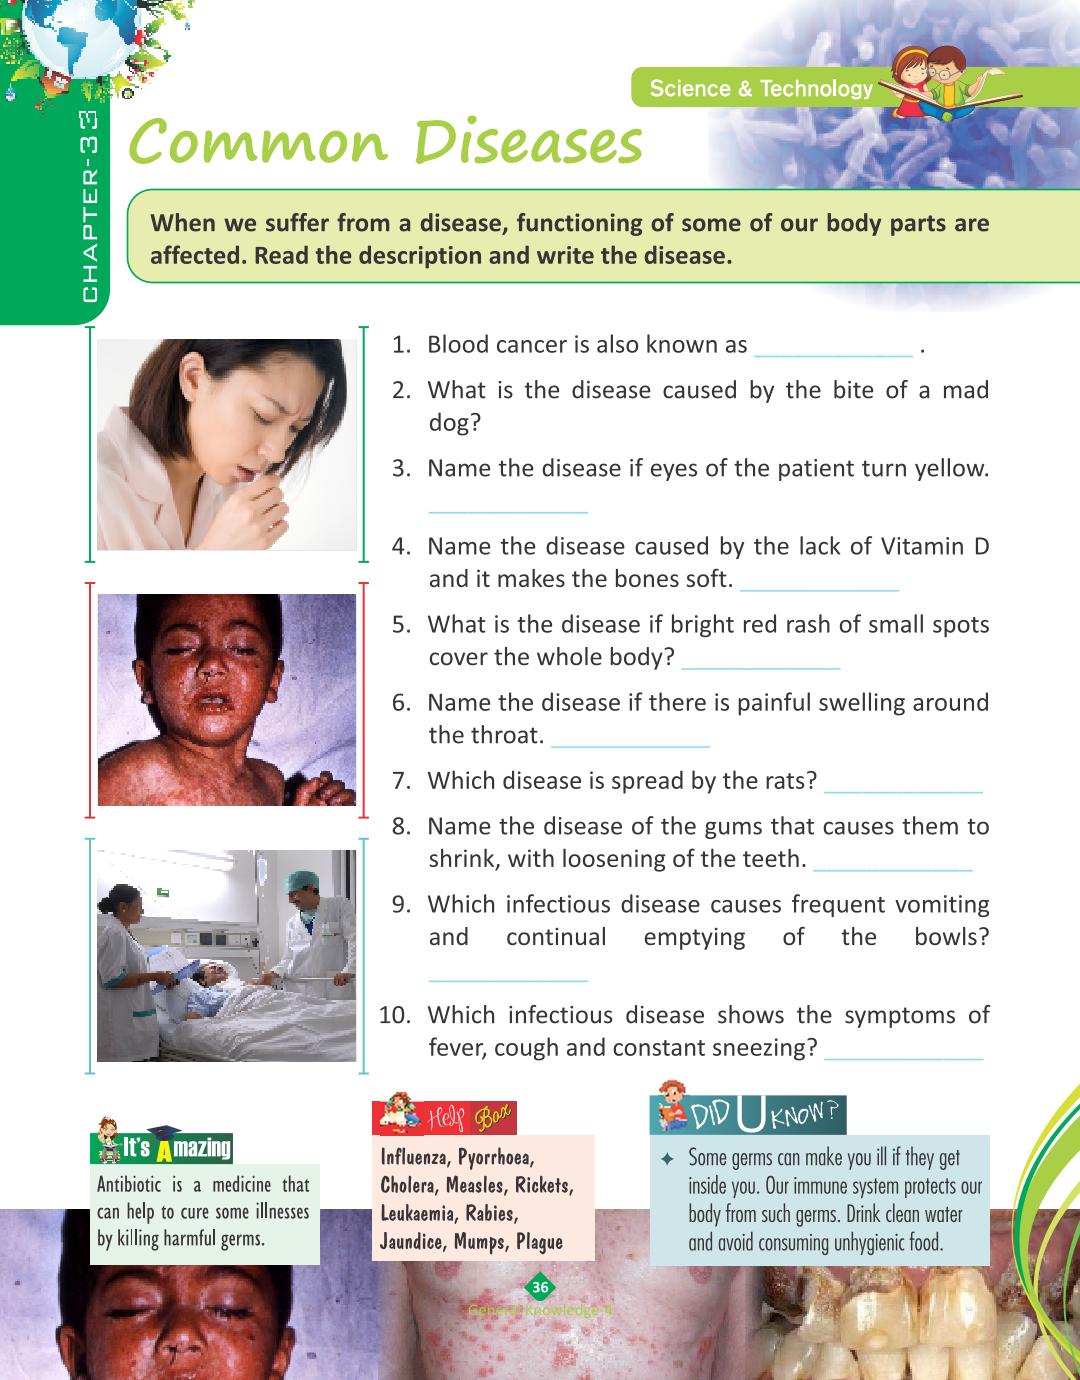 Science & Technology
CHAPTER-33
Common Diseases
When we suffer from a disease, functioning of some of our body parts are
affected. Read the description and write the disease.
1. Blood cancer is also known as ____________ .
2. What is the disease caused by the bite of a mad
dog?
3. Name the disease if eyes of the patient turn yellow.
____________
4. Name the disease caused by the lack of Vitamin D
and it makes the bones soft. ____________
5. What is the disease if bright red rash of small spots
cover the whole body? ____________
6. Name the disease if there is painful swelling around
the throat. ____________
7. Which disease is spread by the rats? ____________
8. Name the disease of the gums that causes them to
shrink, with loosening of the teeth. ____________
9. Which infectious disease causes frequent vomiting
and continual emptying of the bowls?
____________
10. Which infectious disease shows the symptoms of
fever, cough and constant sneezing? ____________
It's Amazing
Antibiotic is a medicine that
can help to cure some illnesses
by killing harmful germs.
Help Box
Influenza, Pyorrhoea,
Cholera, Measles, Rickets,
Leukaemia, Rabies,
Jaundice, Mumps, Plague
DID U KNOW?
✦ Some germs can make you ill if they get
inside you. Our immune system protects our
body from such germs. Drink clean water
and avoid consuming unhygienic food.
36
General Knowledge-4